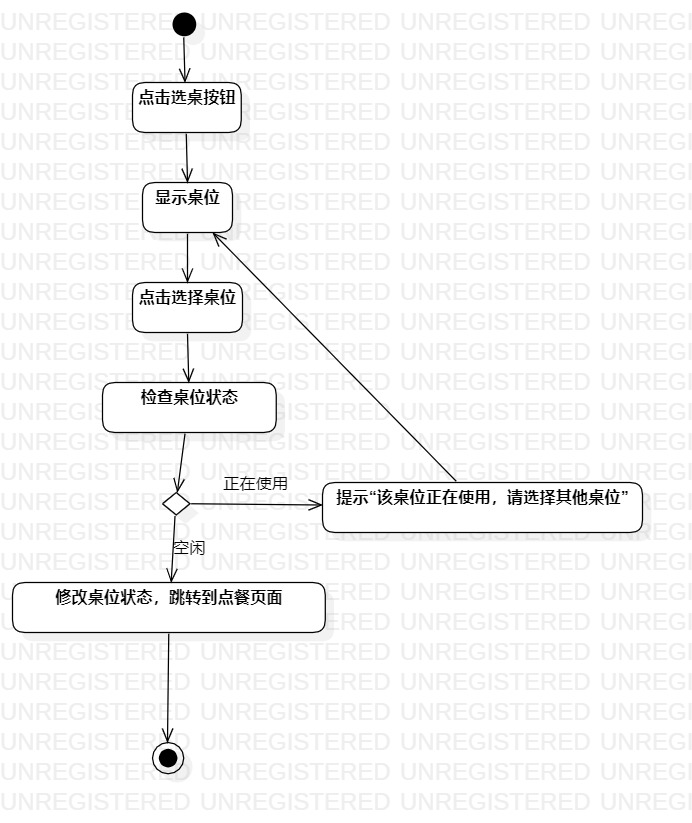 点击选桌按钮
显示桌位
点击选择桌位
检查桌位状态
正在使用
提示“该桌位正在使用，请选择其他桌位”
空闲
修改桌位状态，跳转到点餐页面
UNREGISTERED